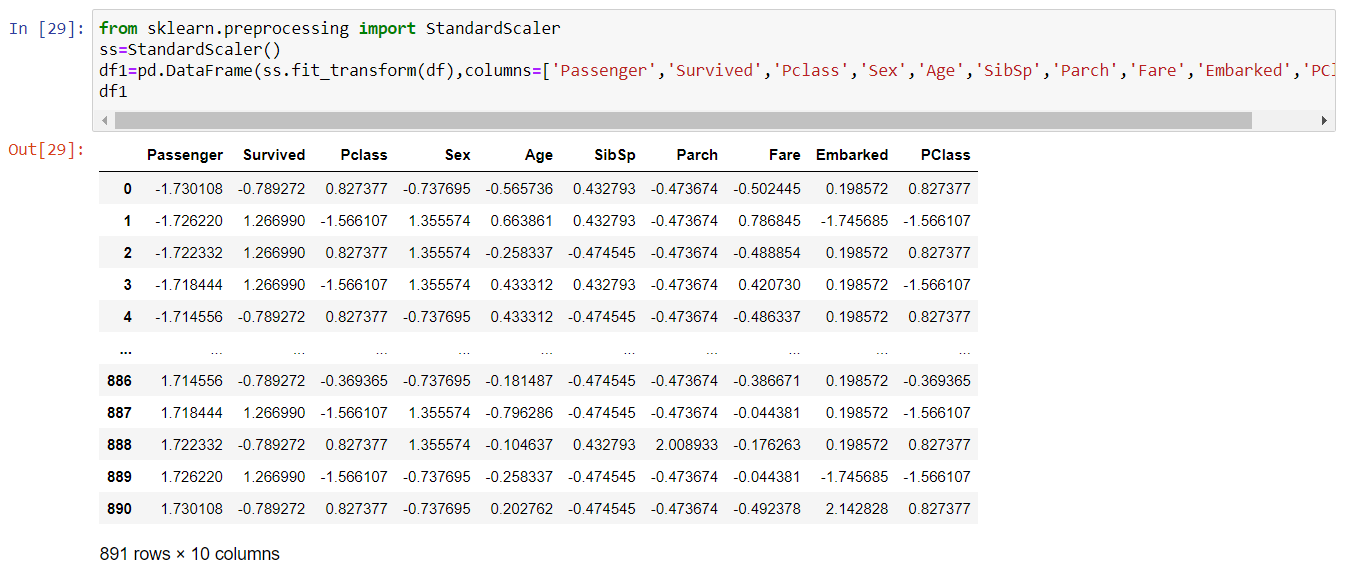 In [29]: from sklearn.preprocessing import StandardScaler
ss=StandardScaler()
df1=pd.DataFrame(ss.fit_transform(df),columns=['Passenger','Survived','Pclass','Sex','Age','SibSp','Parch','Fare','Embarked','PCl
df1
Out[29]:
Passenger Survived Pclass Sex Age SibSp Parch Fare Embarked PClass
0 -1.730108 -0.789272 0.827377 -0.737695 -0.565736 0.432793 -0.473674 -0.502445 0.198572 0.827377
1 -1.726220 1.266990 -1.566107 1.355574 0.663861 0.432793 -0.473674 0.786845 -1.745685 -1.566107
2 -1.722332 1.266990 0.827377 1.355574 -0.258337 -0.474545 -0.473674 -0.488854 0.198572 0.827377
3 -1.718444 1.266990 -1.566107 1.355574 0.433312 0.432793 -0.473674 0.420730 0.198572 -1.566107
4 -1.714556 -0.789272 0.827377 -0.737695 0.433312 -0.474545 -0.473674 -0.486337 0.198572 0.827377
... ... ... ... ... ... ... ... ... ... ...
886 1.714556 -0.789272 -0.369365 -0.737695 -0.181487 -0.474545 -0.473674 -0.386671 0.198572 -0.369365
887 1.718444 1.266990 -1.566107 1.355574 -0.796286 -0.474545 -0.473674 -0.044381 0.198572 -1.566107
888 1.722332 -0.789272 0.827377 1.355574 -0.104637 0.432793 2.008933 -0.176263 0.198572 0.827377
889 1.726220 1.266990 -1.566107 -0.737695 -0.258337 -0.474545 -0.473674 -0.044381 -1.745685 -1.566107
890 1.730108 -0.789272 0.827377 -0.737695 0.202762 -0.474545 -0.473674 -0.492378 2.142828 0.827377
891 rows × 10 columns